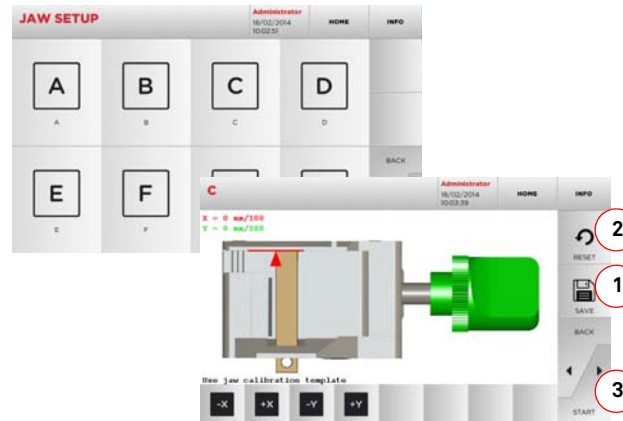 JAW SETUP
Administrator
18/02/2014
10:02:51
HOME
INFO
A
B
C
D
A
B
C
D
BACK
E
F
E
F
C
Administrator
18/02/2014
10:03:39
HOME
INFO
X = 0 mm/100
Y = 0 mm/100
2
RESET
1
SAVE
BACK
Use jaw calibration template
-X
+X
-Y
+Y
3
START